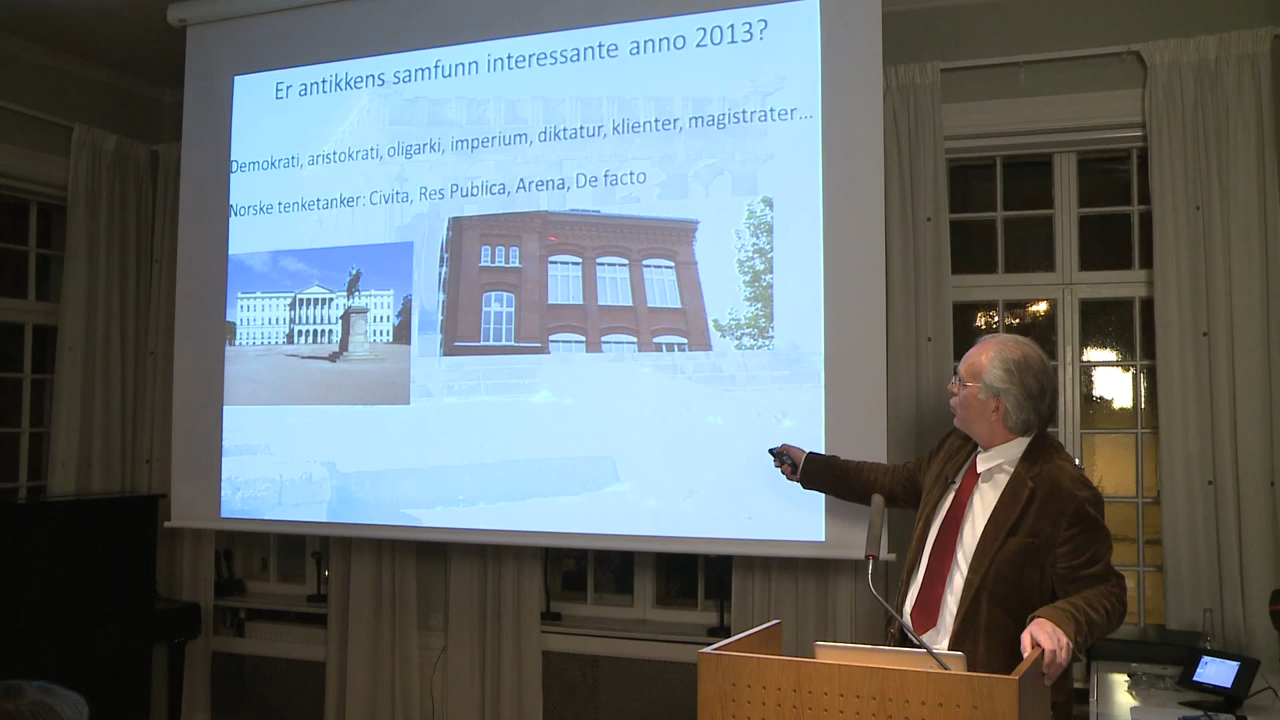 Er antikkens samfunn interessante anno 2013?
Demokrati, aristokrati, oligarki, imperium, diktatur, klienter, magistrater...
Norske tenketanker: Civita, Res Publica, Arena, De facto